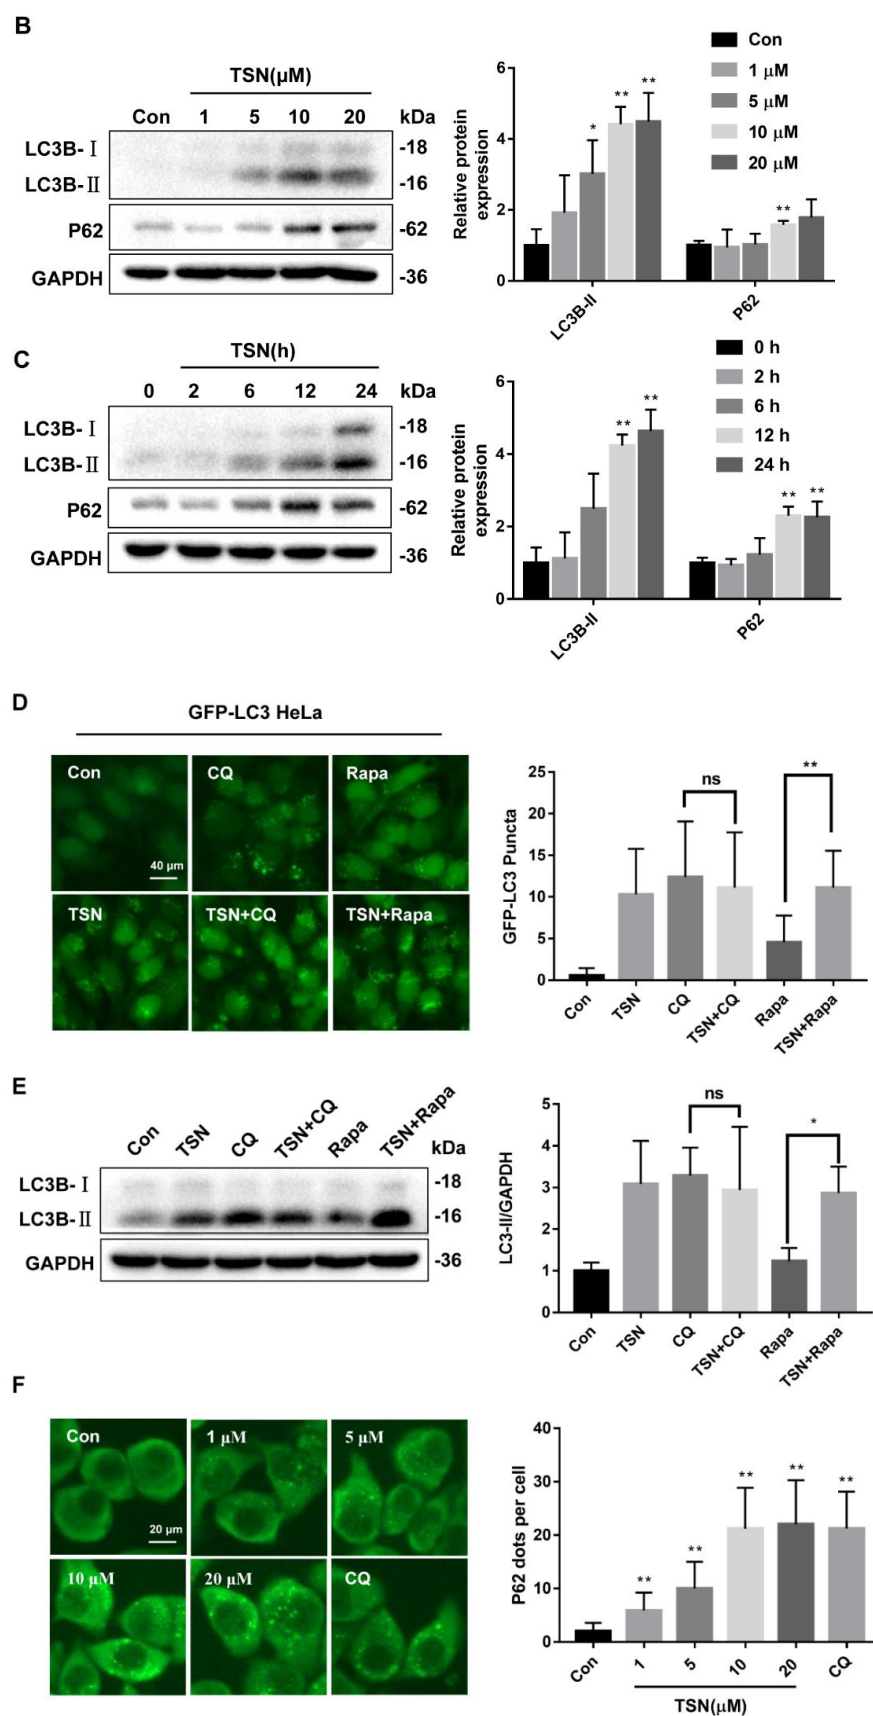 B
TSN(μM)
Con 1 5 10 20 kDa
LC3B-Ⅰ -18
LC3B-Ⅱ -16
P62 -62
GAPDH -36
Relative protein
expression
6
4
2
0
* ** **
**
LC3B-II P62
Con
1 μM
5 μM
10 μM
20 μM
C
TSN(h)
0 2 6 12 24 kDa
LC3B-Ⅰ -18
LC3B-Ⅱ -16
P62 -62
GAPDH -36
Relative protein
expression
6
4
2
0
** **
** **
LC3B-II P62
0 h
2 h
6 h
12 h
24 h
D
GFP-LC3 HeLa
Con CQ Rapa
40 μm
TSN TSN+CQ TSN+Rapa
GFP-LC3 Puncta
25
20
15
10
5
0
ns **
Con TSN CQ TSN+CQ Rapa TSN+Rapa
E
Con TSN CQ TSN+CQ Rapa TSN+Rapa kDa
LC3B-Ⅰ -18
LC3B-Ⅱ -16
GAPDH -36
LC3-II/GAPDH
5
4
3
2
1
0
ns *
Con TSN CQ TSN+CQ Rapa TSN+Rapa
F
Con 1 μM 5 μM
20 μm
10 μM 20 μM CQ
P62 dots per cell
40
30
20
10
0
** ** ** ** **
Con 1 5 10 20 CQ
TSN(μM)